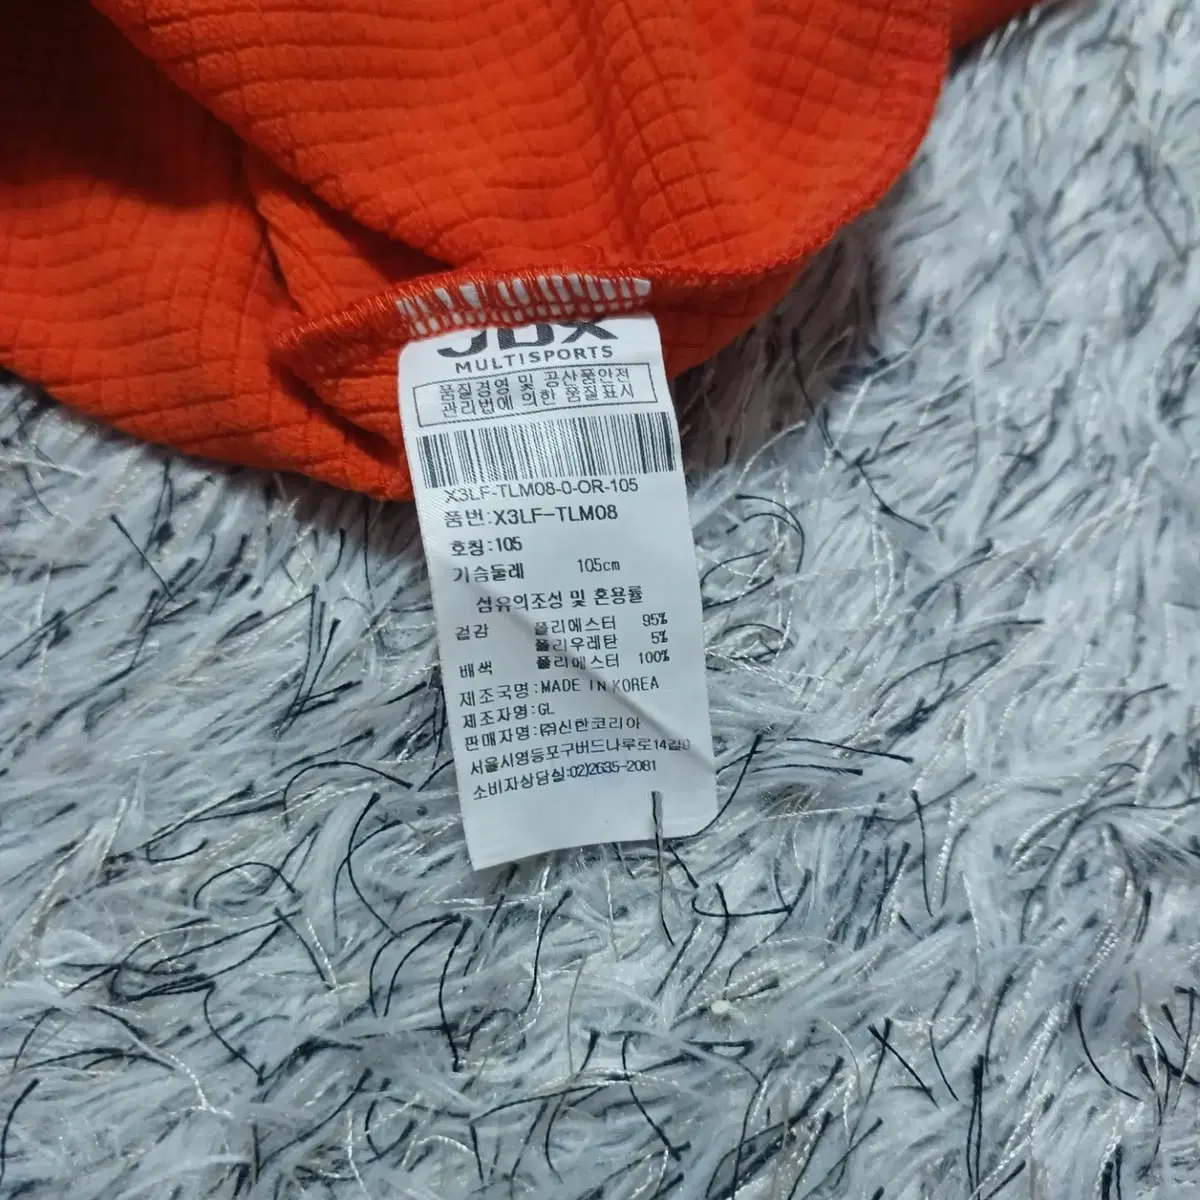 JDX
MULTISPORTS
품질경영 및 공산품안전
관리법에 의한 품질표시
X3LF-TLM08-0-OR-105
품번:X3LF-TLM08
호칭:105
기슴둘레 105cm
섬유의조성 및 혼용률
겉감 폴리에스터 95%
폴리우레탄 5%
배색 폴리에스터 100%
제조국명:MADE IN KOREA
제조자명:GL
판매자명:㈜신한코리아
서울시영등포구버드나루로14길9
소비자상담실:02)2635-2081